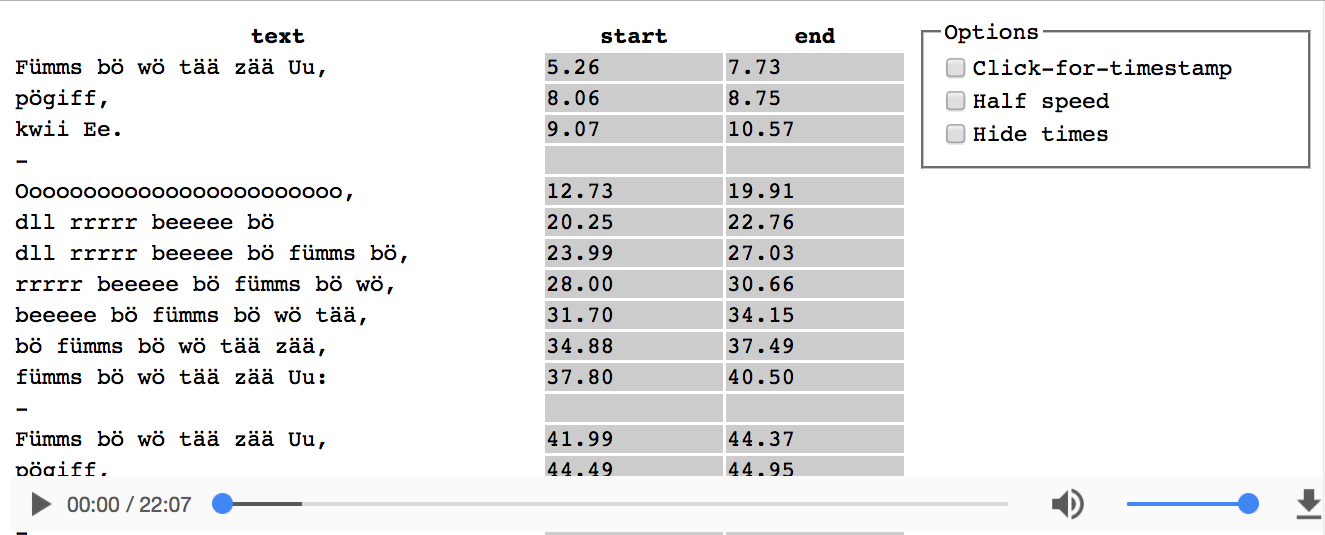 text start end
Fümms bö wö tää zää Uu, 5.26 7.73
pögiff, 8.06 8.75
kwii Ee. 9.07 10.57
–
Oooooooooooooooooooooooo, 12.73 19.91
dll rrrrr beeeee bö 20.25 22.76
dll rrrrr beeeee bö fümms bö, 23.99 27.03
rrrrr beeeee bö fümms bö wö, 28.00 30.66
beeeee bö fümms bö wö tää, 31.70 34.15
bö fümms bö wö tää zää, 34.88 37.49
fümms bö wö tää zää Uu: 37.80 40.50
–
Fümms bö wö tää zää Uu, 41.99 44.37
pögiff, 44.49 44.95
Options
Click-for-timestamp
Half speed
Hide times
00:00 / 22:07